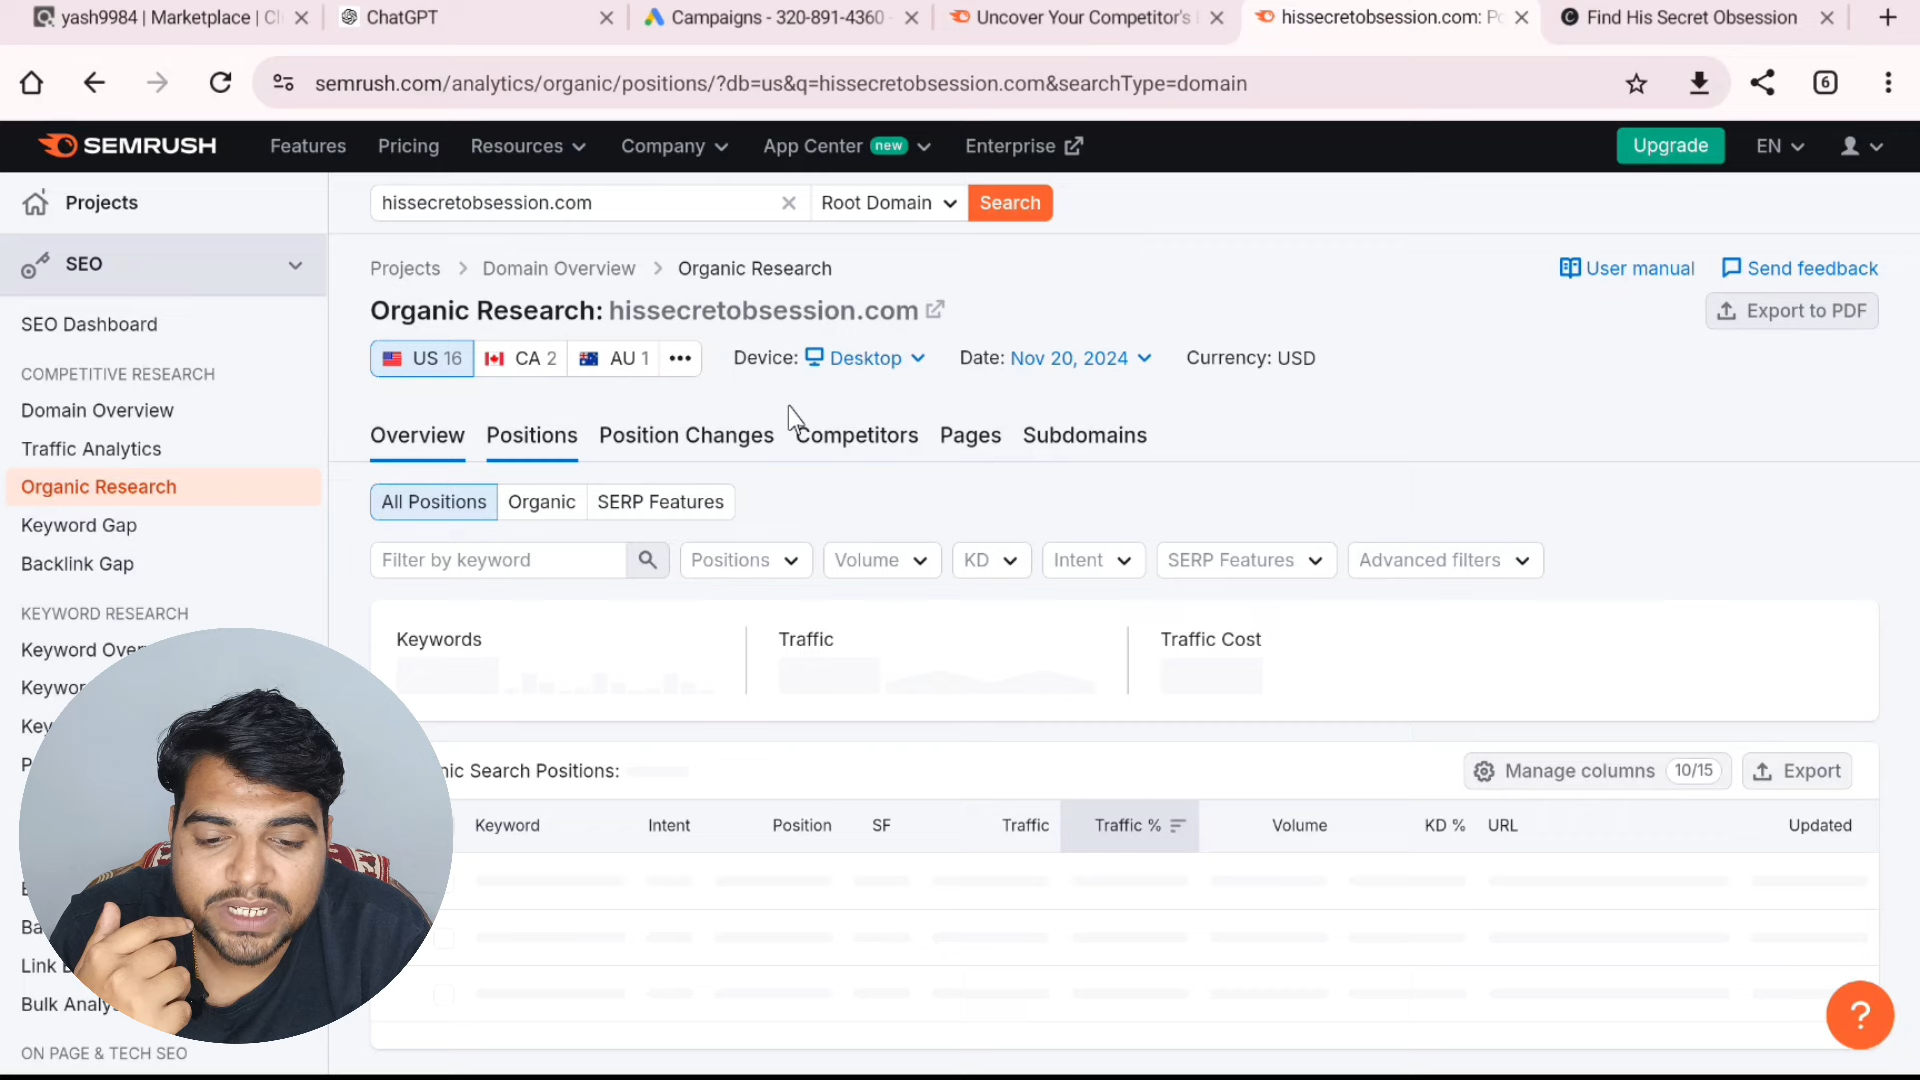 yash9984 | Marketplace | Cli
ChatGPT
Campaigns - 320-891-4360
Uncover Your Competitor's
hissecretobsession.com: Po
Find His Secret Obsession
semrush.com/analytics/organic/positions/?db=us&q=hissecretobsession.com&searchType=domain
6
SEMRUSH
Features
Pricing
Resources
Company
App Center new
Enterprise
Upgrade
EN
Projects
hissecretobsession.com
Root Domain
Search
SEO
Projects > Domain Overview > Organic Research
User manual
Send feedback
Organic Research: hissecretobsession.com
Export to PDF
SEO Dashboard
US 16
CA 2
AU 1
Device: Desktop
Date: Nov 20, 2024
Currency: USD
COMPETITIVE RESEARCH
Domain Overview
Traffic Analytics
Organic Research
Keyword Gap
Backlink Gap
Overview
Positions
Position Changes
Competitors
Pages
Subdomains
All Positions
Organic
SERP Features
Filter by keyword
Positions
Volume
KD
Intent
SERP Features
Advanced filters
KEYWORD RESEARCH
Keyword Over
Keywor
Key
P
Ba
Link B
Bulk Analys
ON PAGE & TECH SEO
Keywords
Traffic
Traffic Cost
nic Search Positions:
Manage columns 10/15
Export
Keyword
Intent
Position
SF
Traffic
Traffic %
Volume
KD %
URL
Updated
?